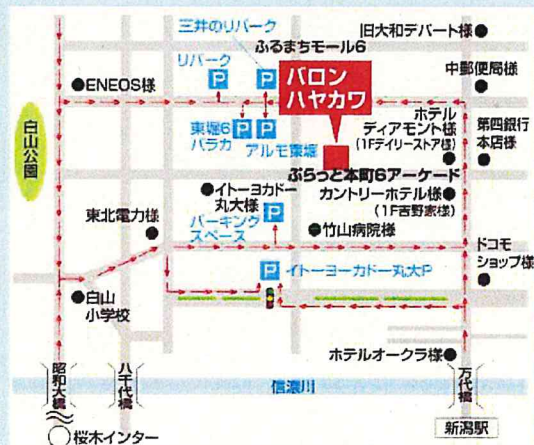 三井のリパーク
ふるまちモール6
旧大和デパート様
リパーク
中郵便局様
ENEOS様
P
P
バロン
ハヤカワ
白山公園
ホテル
ディアモント様
(1Fデイリーストア様)
第四銀行
本店様
東堀6
パラカ
P
P
アルモ東堀
ぷらっと本町6アーケード
イトーヨカドー
丸大様
カントリーホテル様
(1F吉野家様)
東北電力様
パーキング
スペース
P
竹山病院様
ドコモ
ショップ様
P
イトーヨーカドー丸大P
白山
小学校
ホテルオークラ様
昭和大橋
八千代橋
信濃川
万代橋
新潟駅
桜木インター